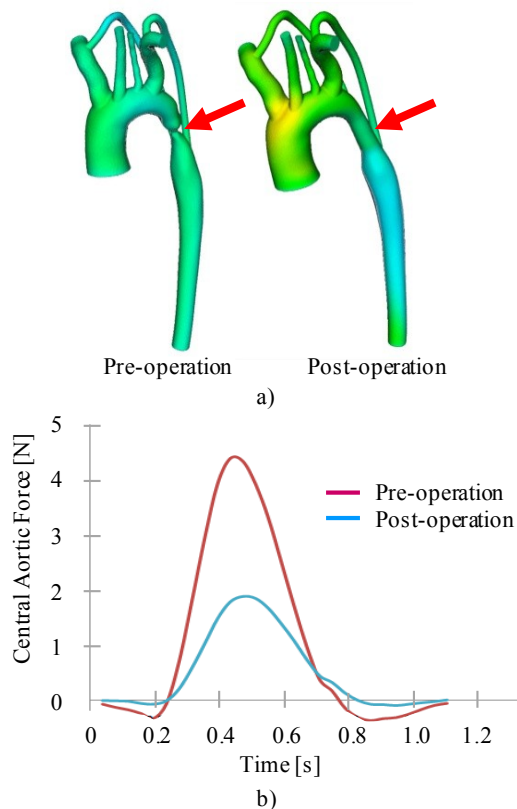 Pre-operation Post-operation
a)
5
4
3
2
1
0
Central Aortic Force [N]
Pre-operation
Post-operation
0 0.2 0.4 0.6 0.8 1.0 1.2
Time [s]
b)